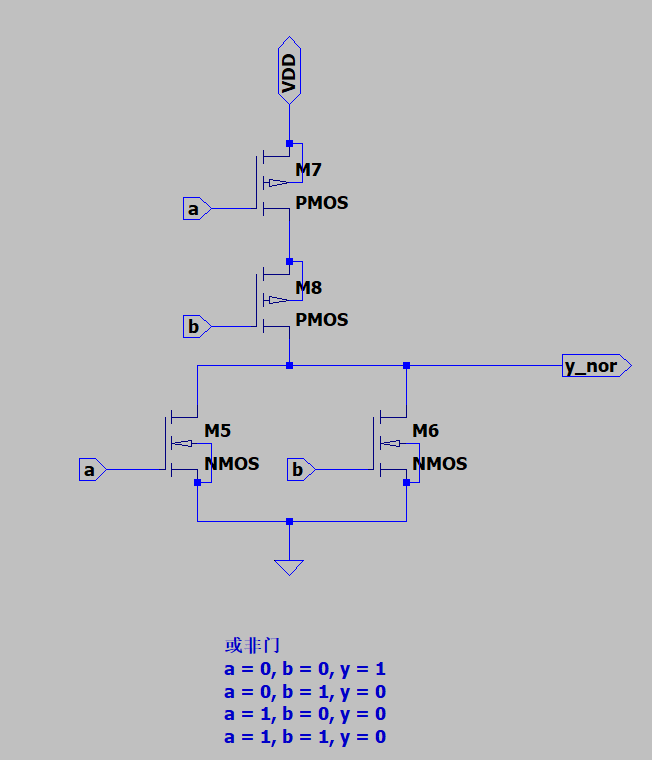 VDD
M7
a
PMOS
M8
b
PMOS
y_nor
M5
M6
a
NMOS
b
NMOS
或非门
a = 0, b = 0, y = 1
a = 0, b = 1, y = 0
a = 1, b = 0, y = 0
a = 1, b = 1, y = 0